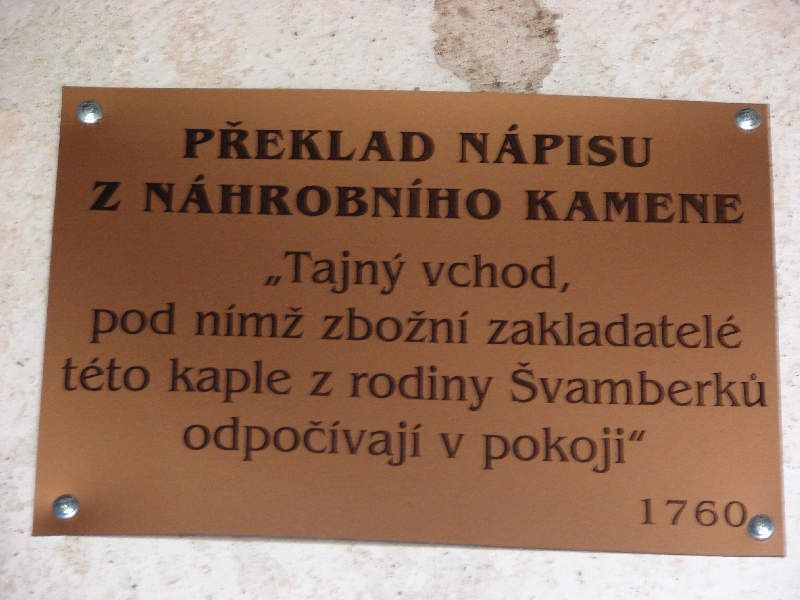 PŘEKLAD NÁPISU
Z NÁHROBNÍHO KAMENE
„Tajný vchod,
pod nímž zbožní zakladatelé
této kaple z rodiny Švamberků
odpočívají v pokoji“
1760